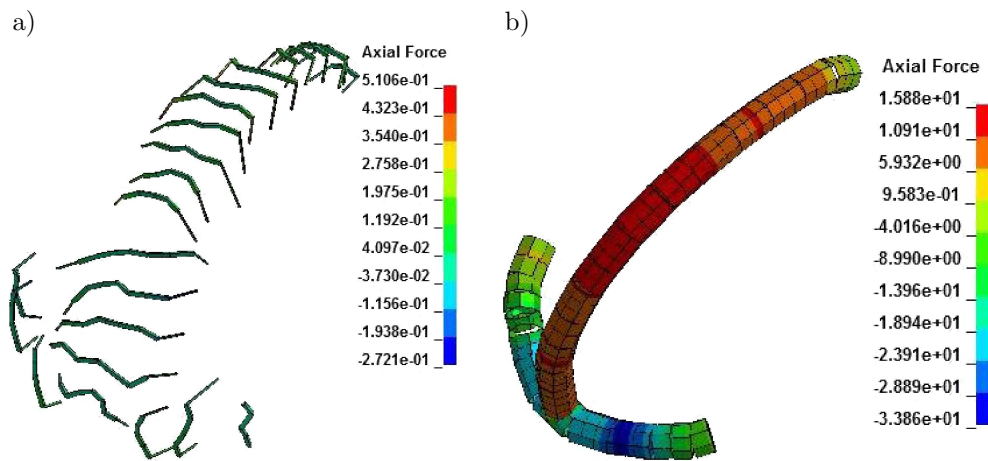 a)
Axial Force
5.106e-01
4.323e-01
3.540e-01
2.758e-01
1.975e-01
1.192e-01
4.097e-02
-3.730e-02
-1.156e-01
-1.938e-01
-2.721e-01
b)
Axial Force
1.588e+01
1.091e+01
5.932e+00
9.583e-01
-4.016e+00
-8.990e+00
-1.396e+01
-1.894e+01
-2.391e+01
-2.889e+01
-3.386e+01